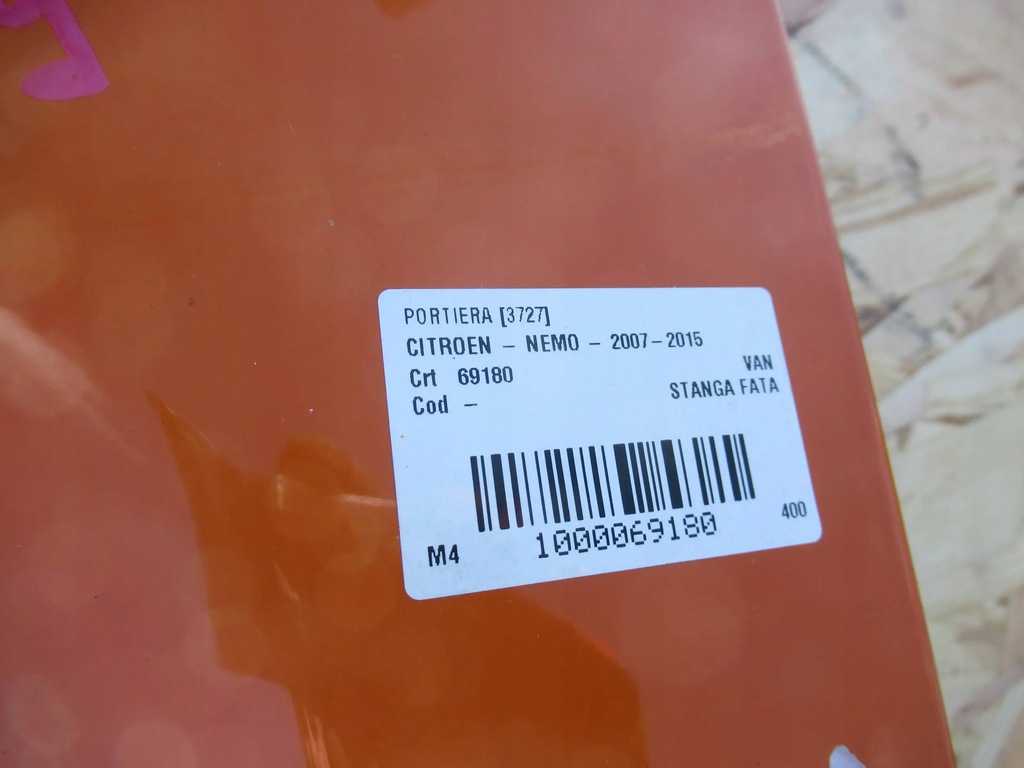 PORTIERA [3727]
CITROEN - NEMO - 2007-2015
Crt 69180
VAN
Cod -
STANGA FATA
1000069180
M4
400